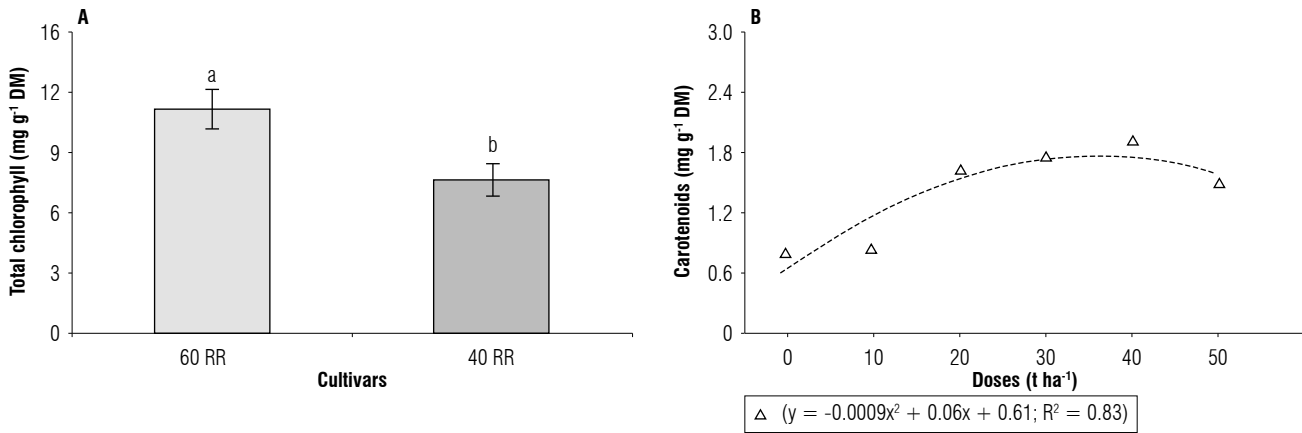 A
Total chlorophyll (mg g⁻¹ DM)
16
12
9
6
3
0
a
b
60 RR
40 RR
Cultivars
B
Carotenoids (mg g⁻¹ DM)
3.0
2.4
1.8
1.2
0.6
0
0
10
20
30
40
50
Doses (t ha⁻¹)
(y = -0.0009x² + 0.06x + 0.61; R² = 0.83)